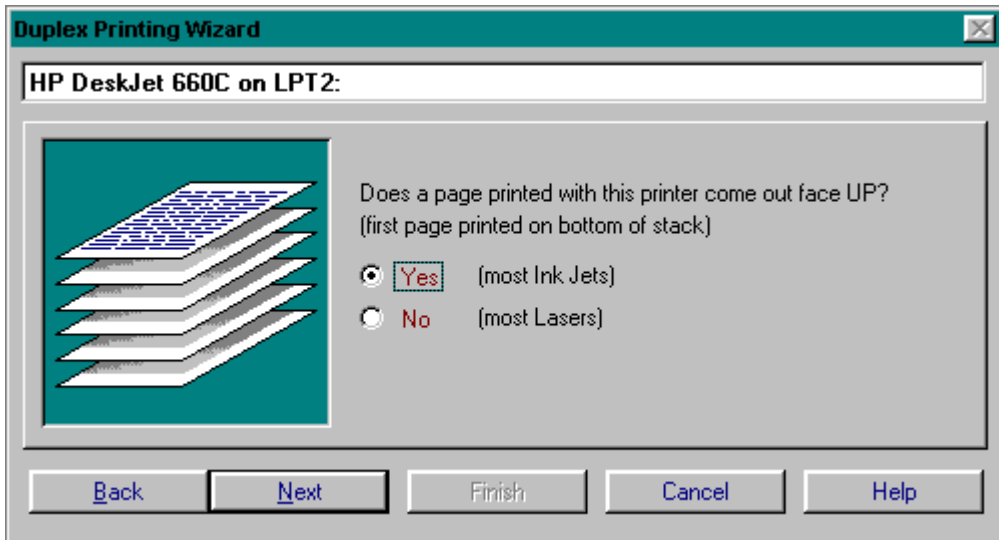 Duplex Printing Wizard
HP DeskJet 660C on LPT2:
Does a page printed with this printer come out face UP?
(first page printed on bottom of stack)
Yes (most Ink Jets)
No (most Lasers)
Back Next Finish Cancel Help